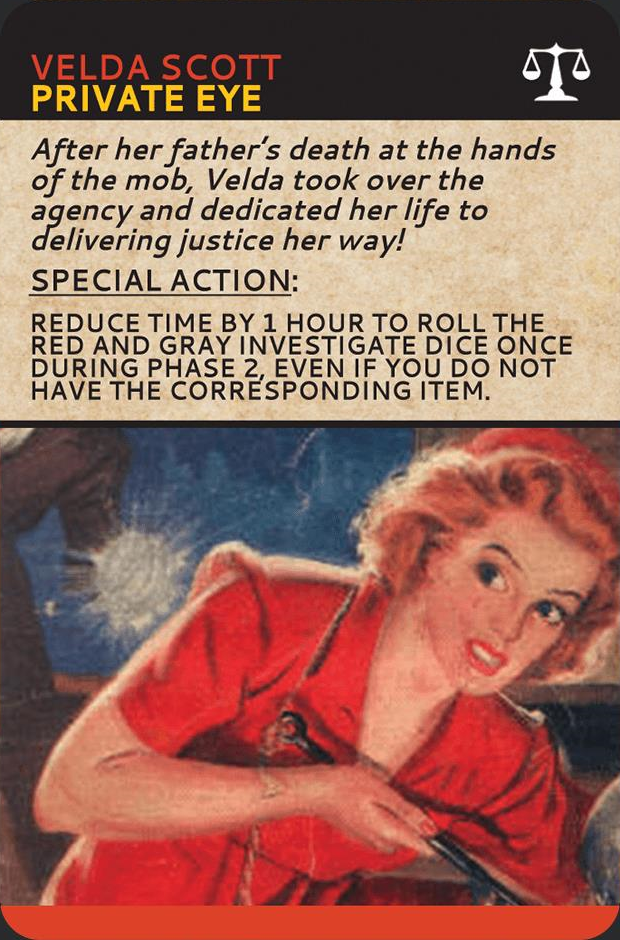 VELDA SCOTT
PRIVATE EYE
After her father's death at the hands
of the mob, Velda took over the
agency and dedicated her life to
delivering justice her way!
SPECIAL ACTION:
REDUCE TIME BY 1 HOUR TO ROLL THE
RED AND GRAY INVESTIGATE DICE ONCE
DURING PHASE 2, EVEN IF YOU DO NOT
HAVE THE CORRESPONDING ITEM.